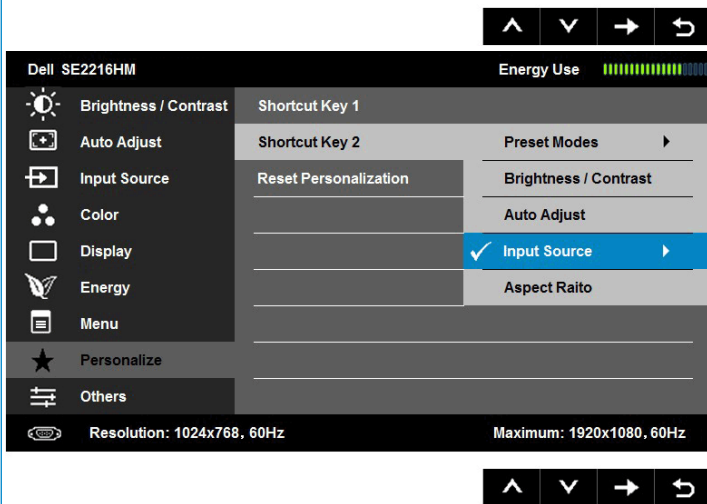 Dell SE2216HM Energy Use
Brightness / Contrast Shortcut Key 1
Auto Adjust Shortcut Key 2 Preset Modes
Input Source Reset Personalization Brightness / Contrast
Color Auto Adjust
Display Input Source
Energy Aspect Raito
Menu
Personalize
Others
Resolution: 1024x768, 60Hz Maximum: 1920x1080, 60Hz